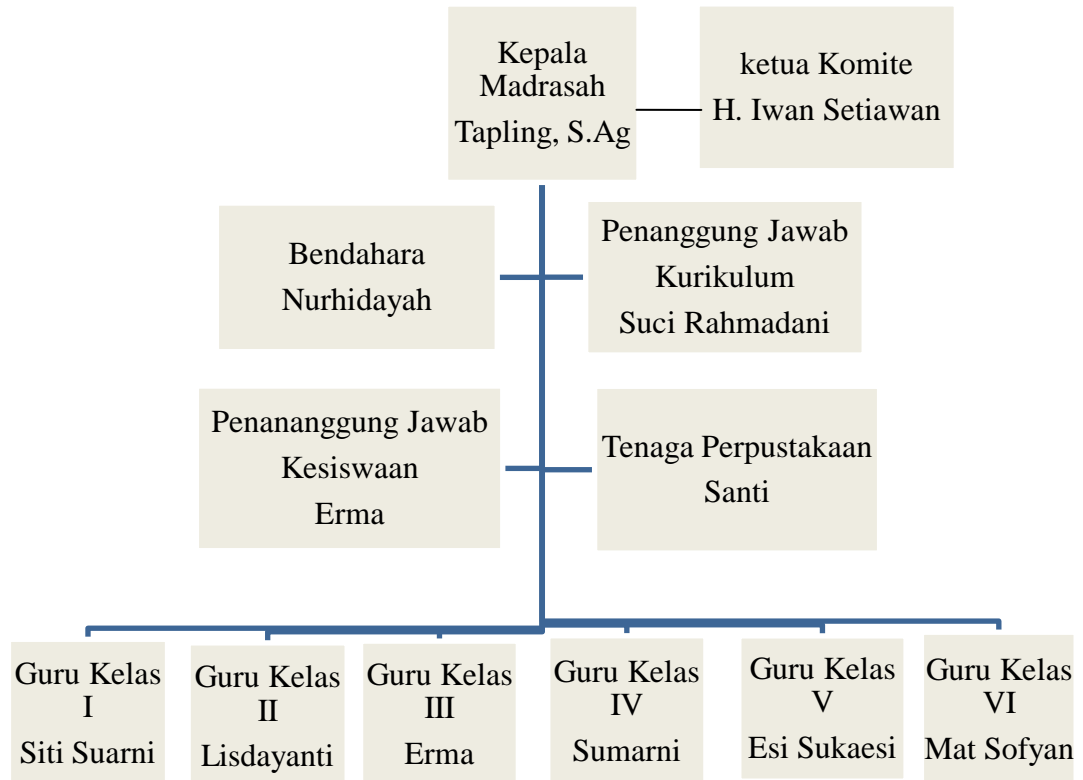 Kepala
Madrasah
Tapling, S.Ag
ketua Komite
H. Iwan Setiawan
Bendahara
Nurhidayah
Penanggung Jawab
Kurikulum
Suci Rahmadani
Penananggung Jawab
Kesiswaan
Erma
Tenaga Perpustakaan
Santi
Guru Kelas
I
Siti Suarni
Guru Kelas
II
Lisdayanti
Guru Kelas
III
Erma
Guru Kelas
IV
Sumarni
Guru Kelas
V
Esi Sukaesi
Guru Kelas
VI
Mat Sofyan